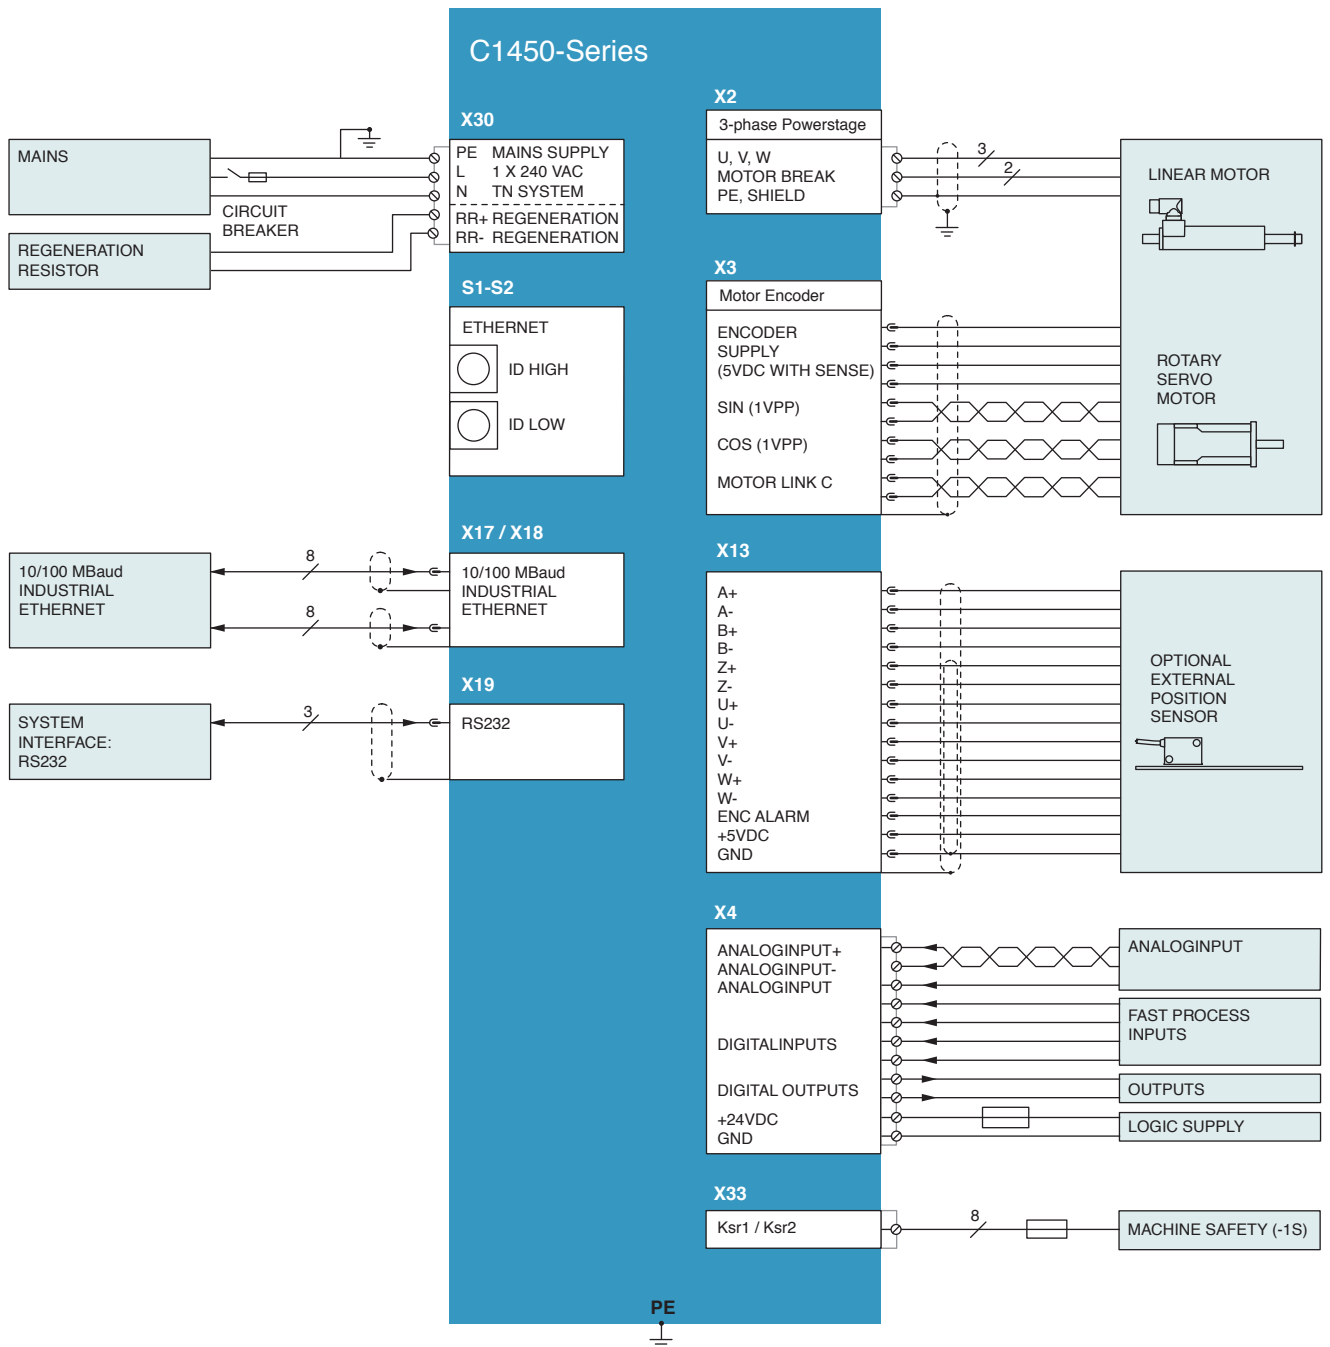 C1450-Series
X30
MAINS
PE MAINS SUPPLY
L 1 X 240 VAC
N TN SYSTEM
RR+ REGENERATION
RR- REGENERATION
CIRCUIT
BREAKER
REGENERATION
RESISTOR
S1-S2
ETHERNET
ID HIGH
ID LOW
X17 / X18
10/100 MBaud
INDUSTRIAL
ETHERNET
8
8
10/100 MBaud
INDUSTRIAL
ETHERNET
X19
SYSTEM
INTERFACE:
RS232
3
RS232
X2
3-phase Powerstage
U, V, W
MOTOR BREAK
PE, SHIELD
3
2
LINEAR MOTOR
X3
Motor Encoder
ENCODER
SUPPLY
(5VDC WITH SENSE)
SIN (1VPP)
COS (1VPP)
MOTOR LINK C
ROTARY
SERVO
MOTOR
X13
A+
A-
B+
B-
Z+
Z-
U+
U-
V+
V-
W+
W-
ENC ALARM
+5VDC
GND
OPTIONAL
EXTERNAL
POSITION
SENSOR
X4
ANALOGINPUT+
ANALOGINPUT-
ANALOGINPUT
DIGITALINPUTS
DIGITAL OUTPUTS
+24VDC
GND
ANALOGINPUT
FAST PROCESS
INPUTS
OUTPUTS
LOGIC SUPPLY
X33
Ksr1 / Ksr2
8
MACHINE SAFETY (-1S)
PE